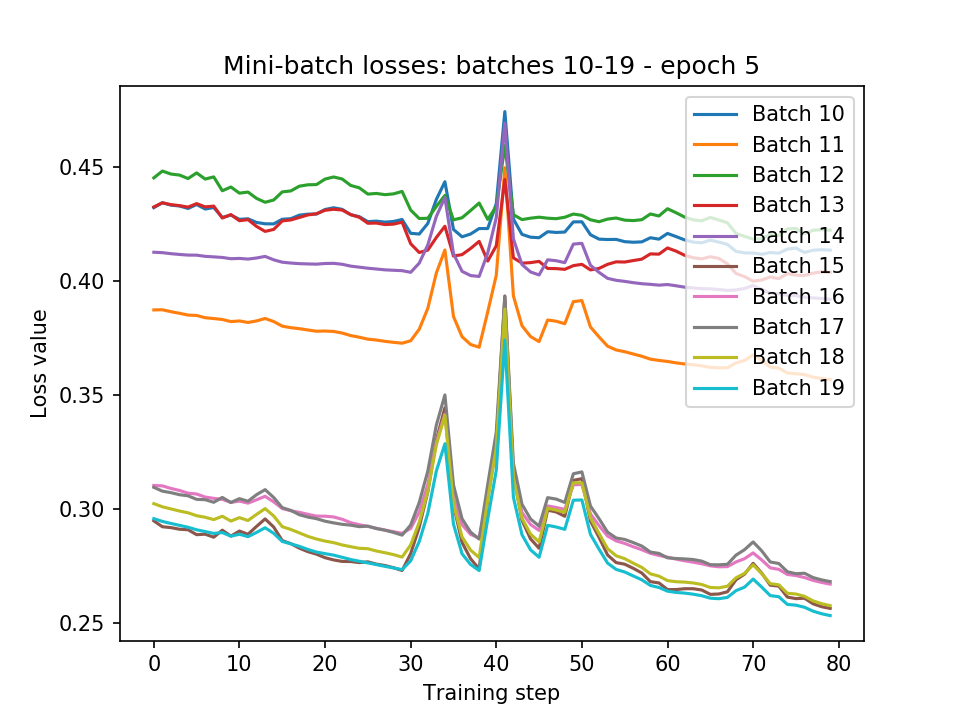 Mini-batch losses: batches 10-19 - epoch 5
Batch 10
Batch 11
Batch 12
Batch 13
Batch 14
Batch 15
Batch 16
Batch 17
Batch 18
Batch 19
0.45
0.40
0.35
0.30
0.25
Loss value
0 10 20 30 40 50 60 70 80
Training step